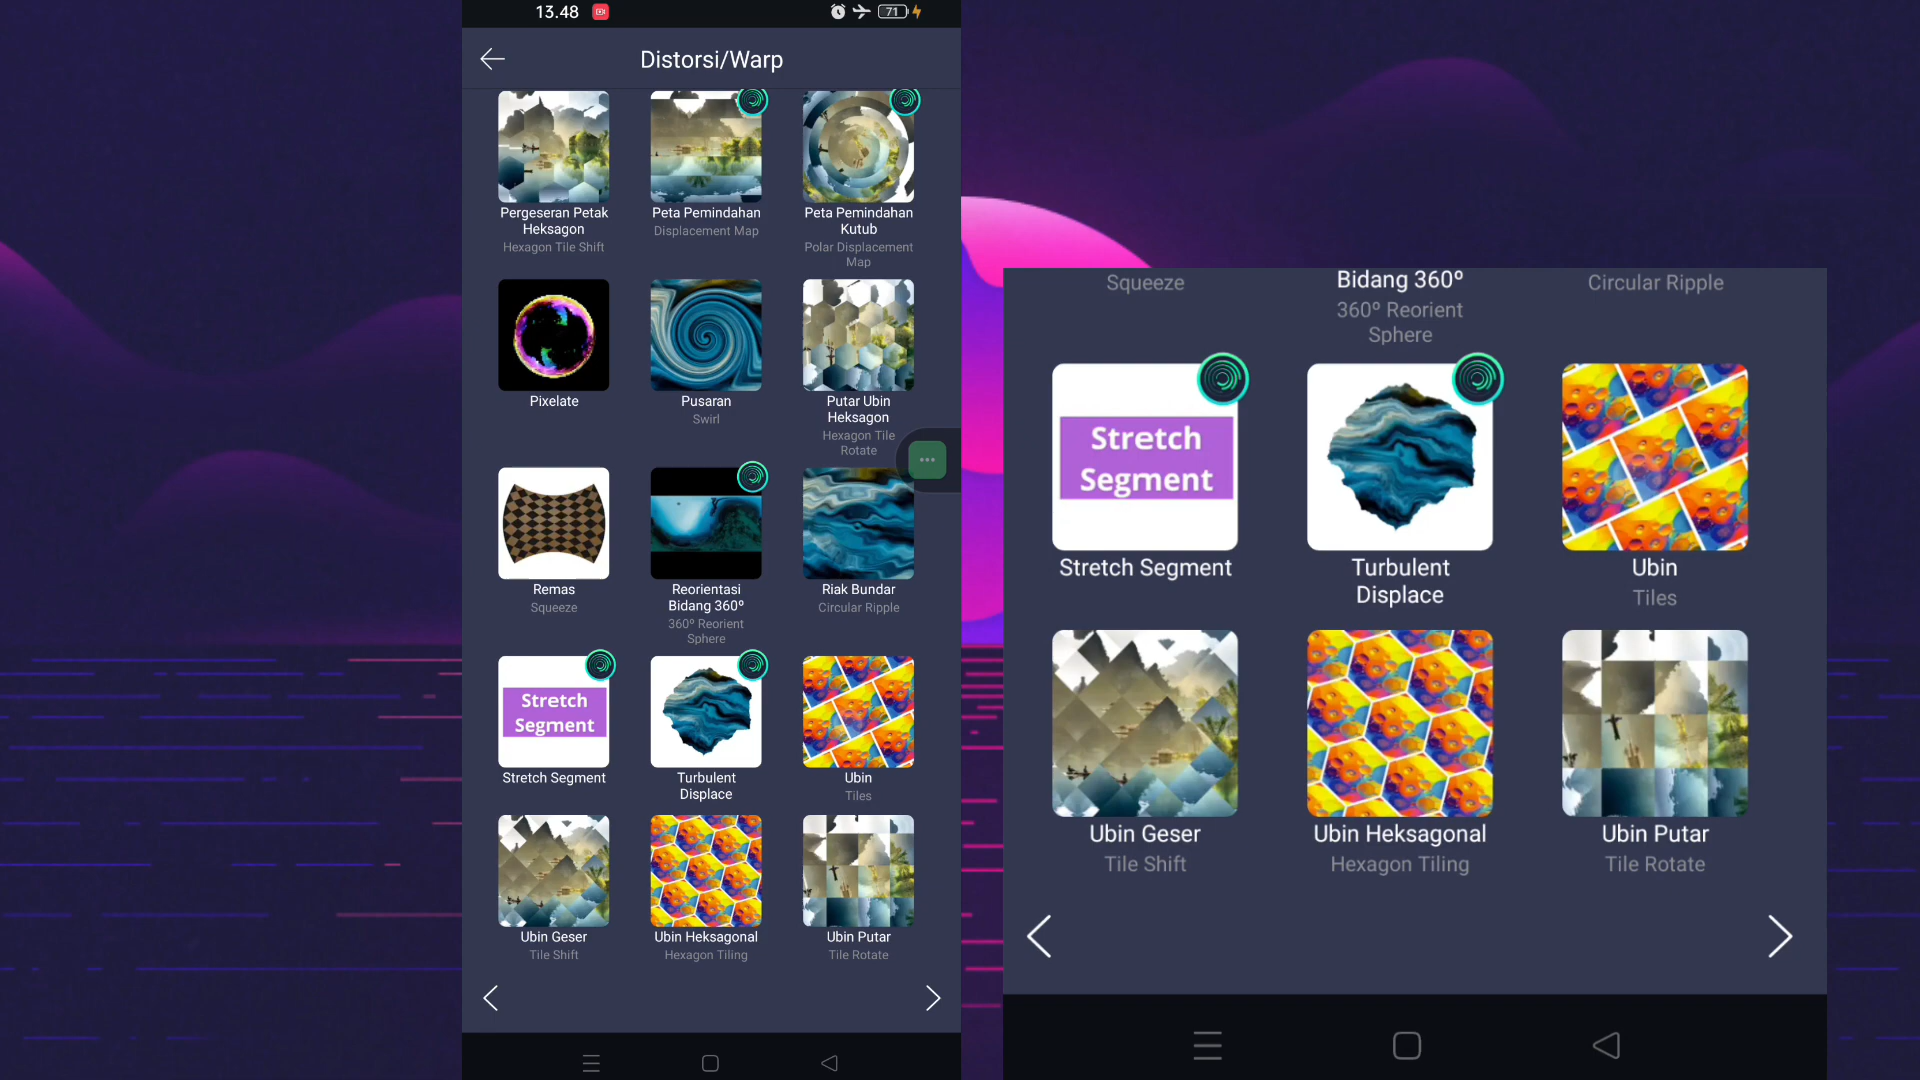 13.48
71
Distorsi/Warp
Pergeseran Petak
Heksagon
Hexagon Tile Shift
Peta Pemindahan
Displacement Map
Peta Pemindahan
Kutub
Polar Displacement
Map
Pixelate
Pusaran
Swirl
Putar Ubin
Heksagon
Hexagon Tile
Rotate
Remas
Squeeze
Reorientasi
Bidang 360º
360º Reorient
Sphere
Riak Bundar
Circular Ripple
Stretch
Segment
Stretch Segment
Turbulent
Displace
Ubin
Tiles
Ubin Geser
Tile Shift
Ubin Heksagonal
Hexagon Tiling
Ubin Putar
Tile Rotate
Squeeze
Bidang 360º
360º Reorient
Sphere
Circular Ripple
Stretch
Segment
Stretch Segment
Turbulent
Displace
Ubin
Tiles
Ubin Geser
Tile Shift
Ubin Heksagonal
Hexagon Tiling
Ubin Putar
Tile Rotate